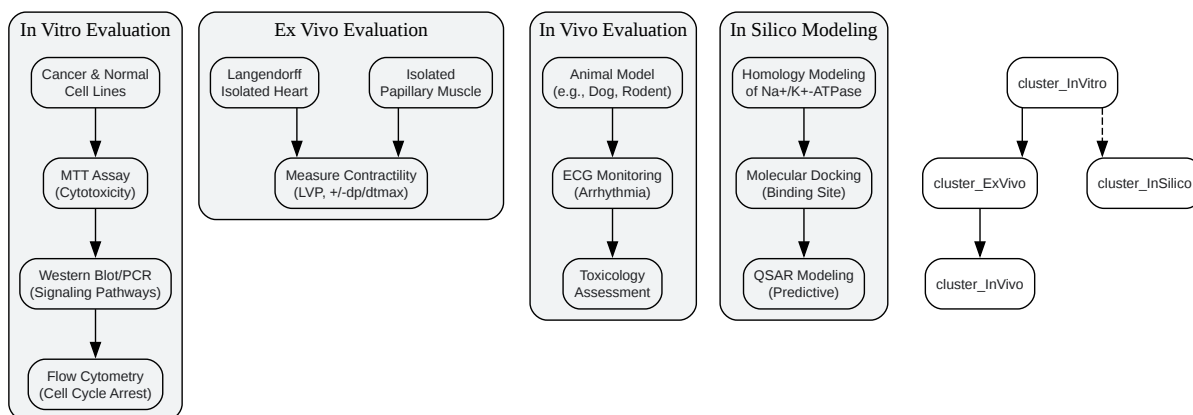 In Vitro Evaluation
Cancer & Normal
Cell Lines
MTT Assay
(Cytotoxicity)
Western Blot/PCR
(Signaling Pathways)
Flow Cytometry
(Cell Cycle Arrest)
Ex Vivo Evaluation
Langendorff
Isolated Heart
Isolated
Papillary Muscle
Measure Contractility
(LVP, +/-dp/dtmax)
In Vivo Evaluation
Animal Model
(e.g., Dog, Rodent)
ECG Monitoring
(Arrhythmia)
Toxicology
Assessment
In Silico Modeling
Homology Modeling
of Na+/K+-ATPase
Molecular Docking
(Binding Site)
QSAR Modeling
(Predictive)
cluster_InVitro
cluster_ExVivo
cluster_InSilico
cluster_InVivo